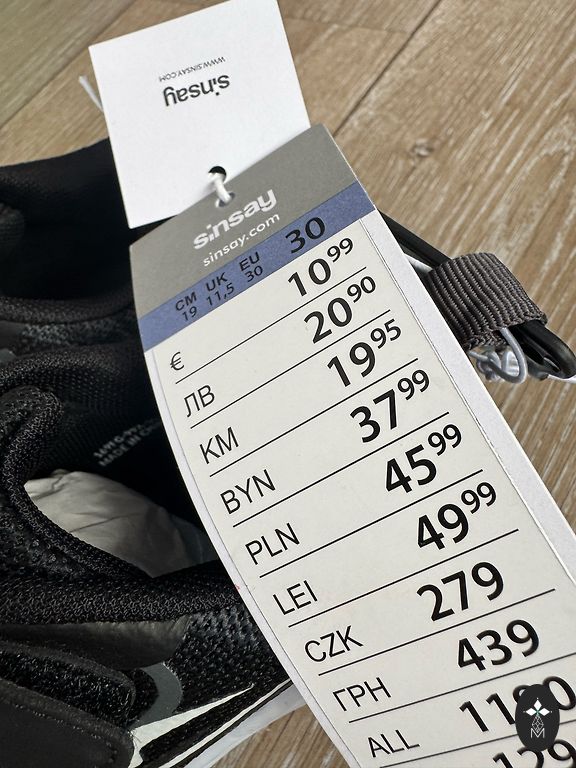 sinsay
WWW.SINSAY.COM
sinsay
sinsay.com
CM UK EU 30
19 11,5 30
€ 10⁹⁹
ЛВ 20⁹⁰
KM 19⁹⁵
BYN 37⁹⁹
PLN 45⁹⁹
LEI 49⁹⁹
CZK 279
ГРН 439
ALL